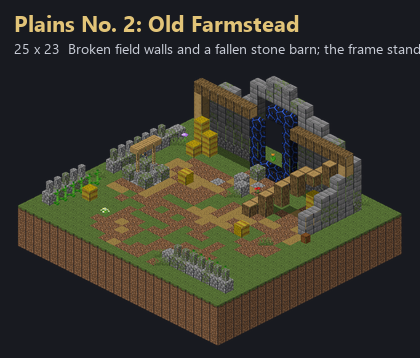 Plains No. 2: Old Farmstead
25 x 23 Broken field walls and a fallen stone barn; the frame stand